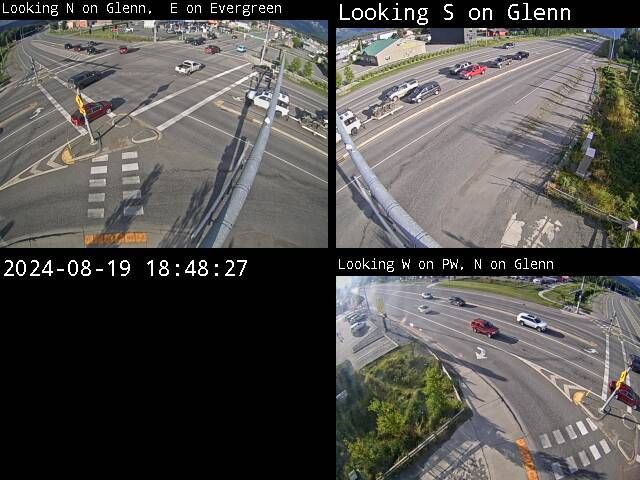 Looking N on Glenn, E on Evergreen
Looking S on Glenn
2024-08-19 18:48:27
Looking W on PW, N on Glenn